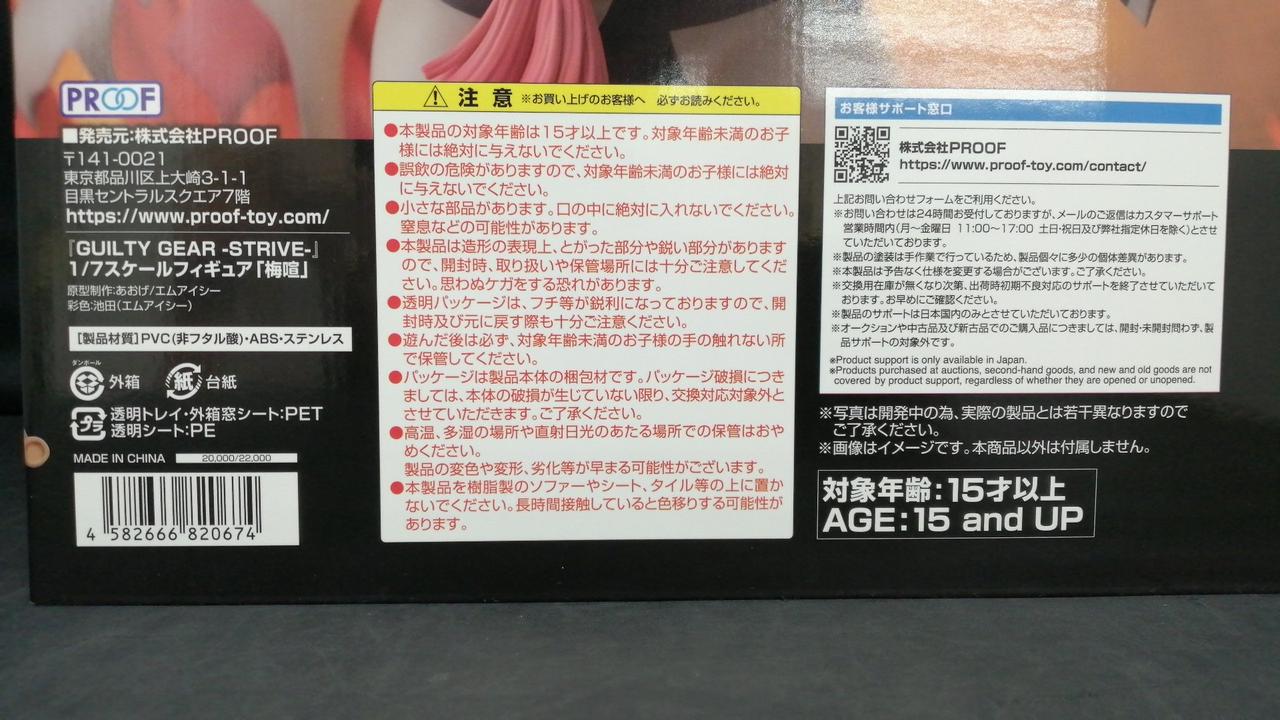 PROOF
■発売元:株式会社PROOF
〒141-0021
東京都品川区上大崎3-1-1
目黒セントラルスクエア7階
https://www.proof-toy.com/
『GUILTY GEAR -STRIVE-』
1/7スケールフィギュア「梅喧」
原型制作:あおげ/エムアイシー
彩色:池田(エムアイシー)
【製品材質】PVC(非フタル酸)・ABS・ステンレス
ダンボール
外箱
紙 台紙
透明トレイ・外箱窓シート:PET
透明シート:PE
MADE IN CHINA 20,000/22,000
4 582666 820674
注意 ※お買い上げのお客様へ 必ずお読みください。
●本製品の対象年齢は15才以上です。対象年齢未満のお子
様には絶対に与えないでください。
●誤飲の危険がありますので、対象年齢未満のお子様には絶対
に与えないでください。
●小さな部品があります。口の中に絶対に入れないでください。
窒息などの可能性があります。
●本製品は造形の表現上、とがった部分や鋭い部分があります
ので、開封時、取り扱いや保管場所には十分ご注意してくだ
さい。思わぬケガをする恐れがあります。
●透明パッケージは、フチ等が鋭利になっておりますので、開
封時及び元に戻す際も十分ご注意ください。
●遊んだ後は必ず、対象年齢未満のお子様の手の触れない所
で保管してください。
●パッケージは製品本体の梱包材です。パッケージ破損につき
ましては、本体の破損が生じていない限り、交換対応対象外と
させていただきます。ご了承ください。
●高温、多湿の場所や直射日光のあたる場所での保管はおや
めください。
製品の変色や変形、劣化等が早まる可能性がございます。
●本製品を樹脂製のソファーやシート、タイル等の上に置か
ないでください。長時間接触していると色移りする可能性が
あります。
お客様サポート窓口
株式会社PROOF
https://www.proof-toy.com/contact/
上記お問い合わせフォームをご利用ください。
※お問い合わせは24時間お受付しておりますが、メールのご返信はカスタマーサポート
営業時間内(月〜金曜日 11:00〜17:00 土日・祝日及び弊社指定休日を除く)とさせ
ていただいております。
※製品の塗装は手作業で行っているため、製品個々に多少の個体差異があります。
※本製品は予告なく仕様を変更する場合がございます。ご了承ください。
※交換用在庫が無くなり次第、出荷時初期不良対応のサポートを終了させていただいて
おります。お早めにご確認ください。
※製品のサポートは日本国内のみとさせていただいております。
※オークションや中古品及び新古品でのご購入品につきましては、開封・未開封問わず、製
品サポートの対象外です。
※Product support is only available in Japan.
※Products purchased at auctions, second-hand goods, and new and old goods are not
covered by product support, regardless of whether they are opened or unopened.
※写真は開発中の為、実際の製品とは若干異なりますので
ご了承ください。
※画像はイメージです。本商品以外は付属しません。
対象年齢:15才以上
AGE:15 and UP